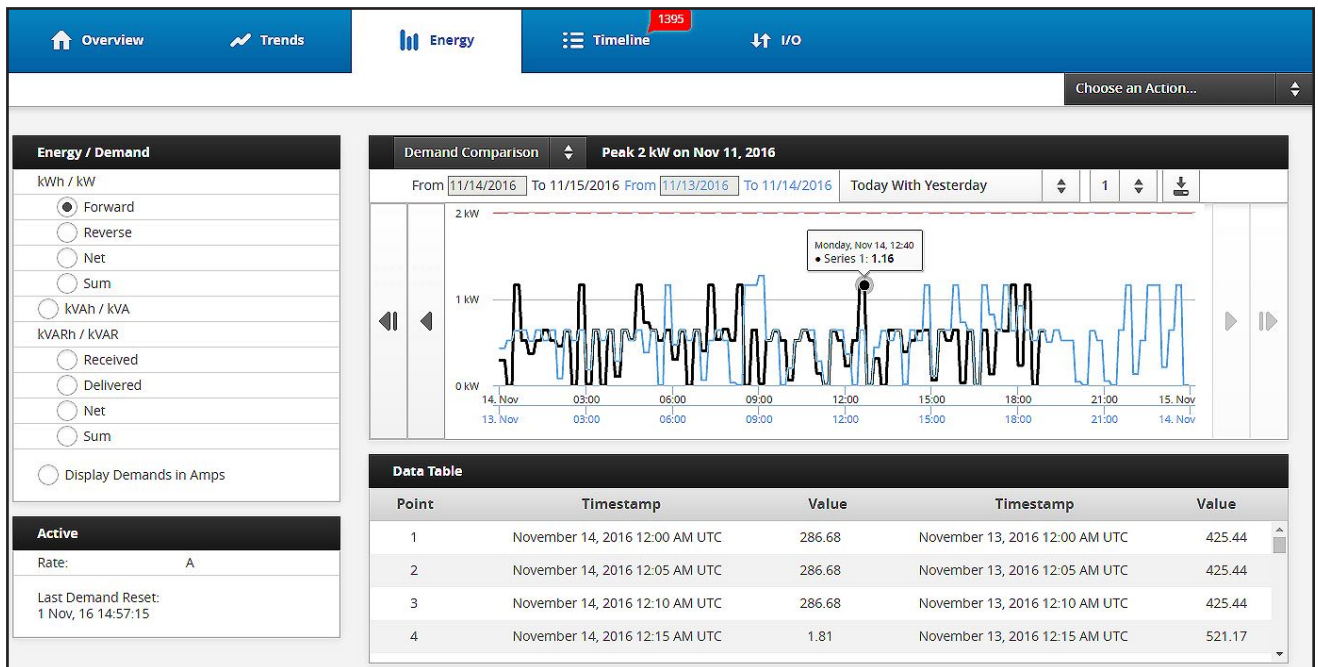 1395
Overview Trends Energy Timeline I/O
Choose an Action...
Energy / Demand
kWh / kW
Forward
Reverse
Net
Sum
kVAh / kVA
kVARh / kVAR
Received
Delivered
Net
Sum
Display Demands in Amps
Active
Rate: A
Last Demand Reset:
1 Nov, 16 14:57:15
Demand Comparison Peak 2 kW on Nov 11, 2016
From 11/14/2016 To 11/15/2016 From 11/13/2016 To 11/14/2016 Today With Yesterday 1
2 kW
Monday, Nov 14, 12:40
● Series 1: 1.16
1 kW
0 kW
14. Nov 03:00 06:00 09:00 12:00 15:00 18:00 21:00 15. Nov
13. Nov 03:00 06:00 09:00 12:00 15:00 18:00 21:00 14. Nov
Data Table
Point Timestamp Value Timestamp Value
1 November 14, 2016 12:00 AM UTC 286.68 November 13, 2016 12:00 AM UTC 425.44
2 November 14, 2016 12:05 AM UTC 286.68 November 13, 2016 12:05 AM UTC 425.44
3 November 14, 2016 12:10 AM UTC 286.68 November 13, 2016 12:10 AM UTC 425.44
4 November 14, 2016 12:15 AM UTC 1.81 November 13, 2016 12:15 AM UTC 521.17